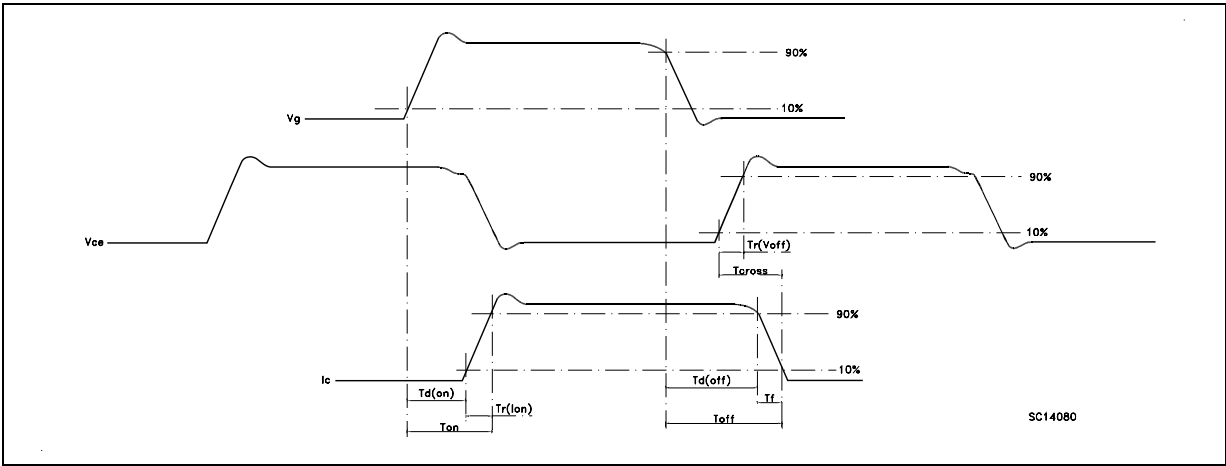 90%
10%
Vg
90%
Vce
10%
Tr(Voff)
Tcross
90%
10%
Ic
Td(on)
Td(off)
Tr(Ion)
Tf
Ton
Toff
SC14080